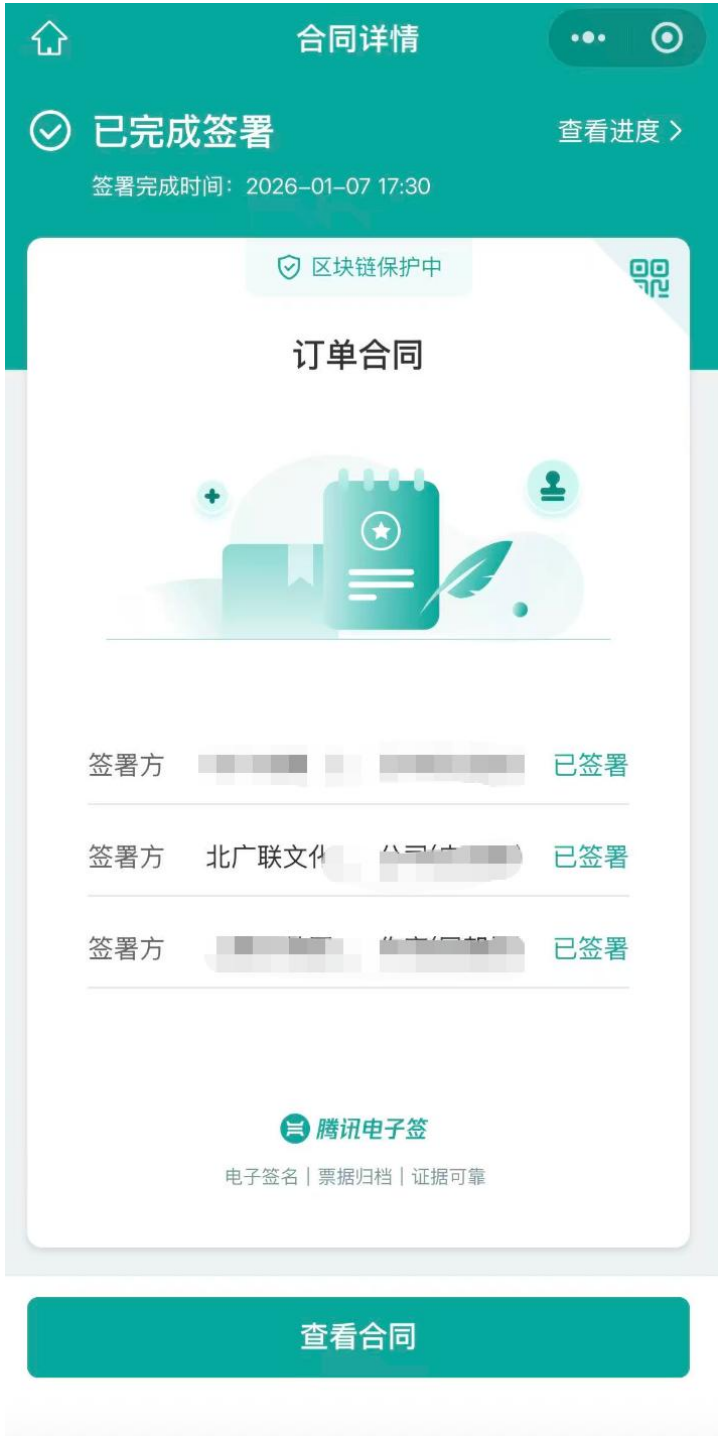 合同详情
已完成签署
查看进度
签署完成时间：2026-01-07 17:30
区块链保护中
订单合同
签署方 已签署
签署方 北广联文化 公司 已签署
签署方 已签署
腾讯电子签
电子签名 | 票据归档 | 证据可靠
查看合同